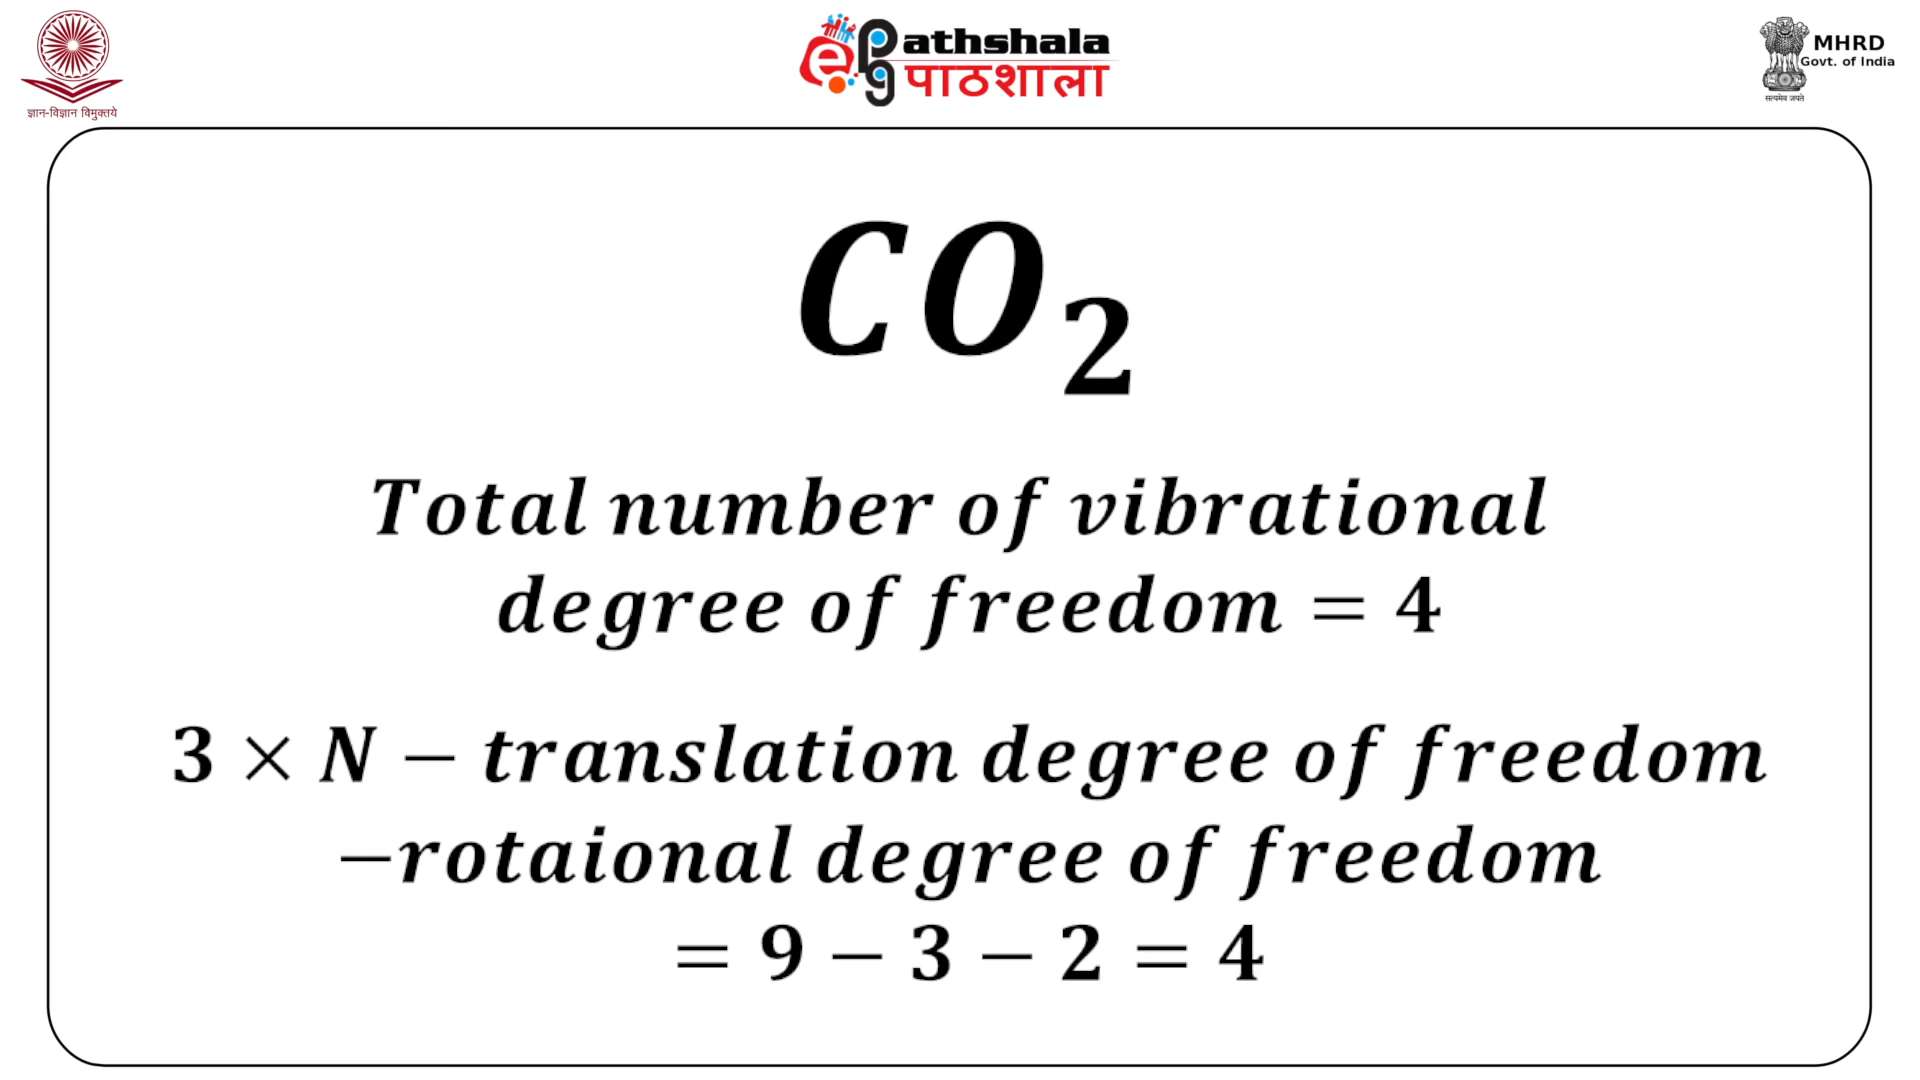 ज्ञान-विज्ञान विमुक्तये
ePg Pathshala
पाठशाला
MHRD
Govt. of India
सत्यमेव जयते
CO₂
Total number of vibrational
degree of freedom = 4
3 × N − translation degree of freedom
−rotaional degree of freedom
= 9 − 3 − 2 = 4